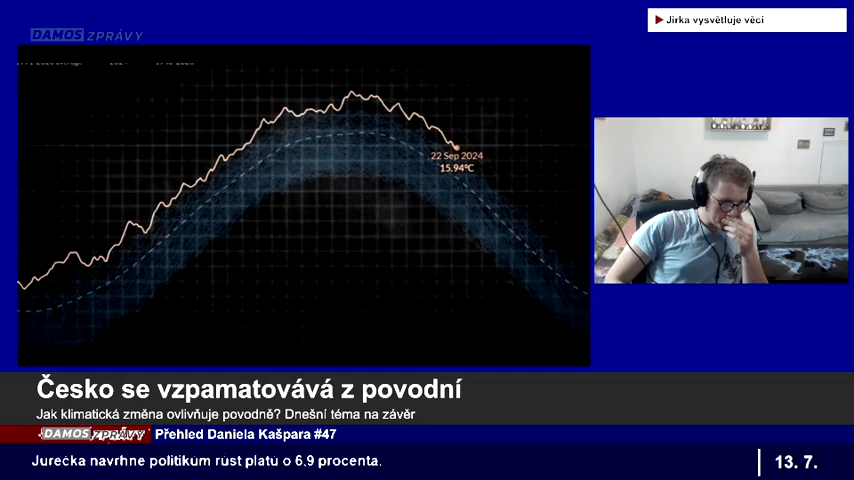 Jirka vysvětluje věci
DAMOS ZPRÁVY
22 Sep 2024
15.94°C
Česko se vzpamatovává z povodní
Jak klimatická změna ovlivňuje povodně? Dnešní téma na závěr
DAMOS ZPRÁVY Přehled Daniela Kašpara #47
Jurečka navrhne politikům růst platů o 6,9 procenta.
13. 7.